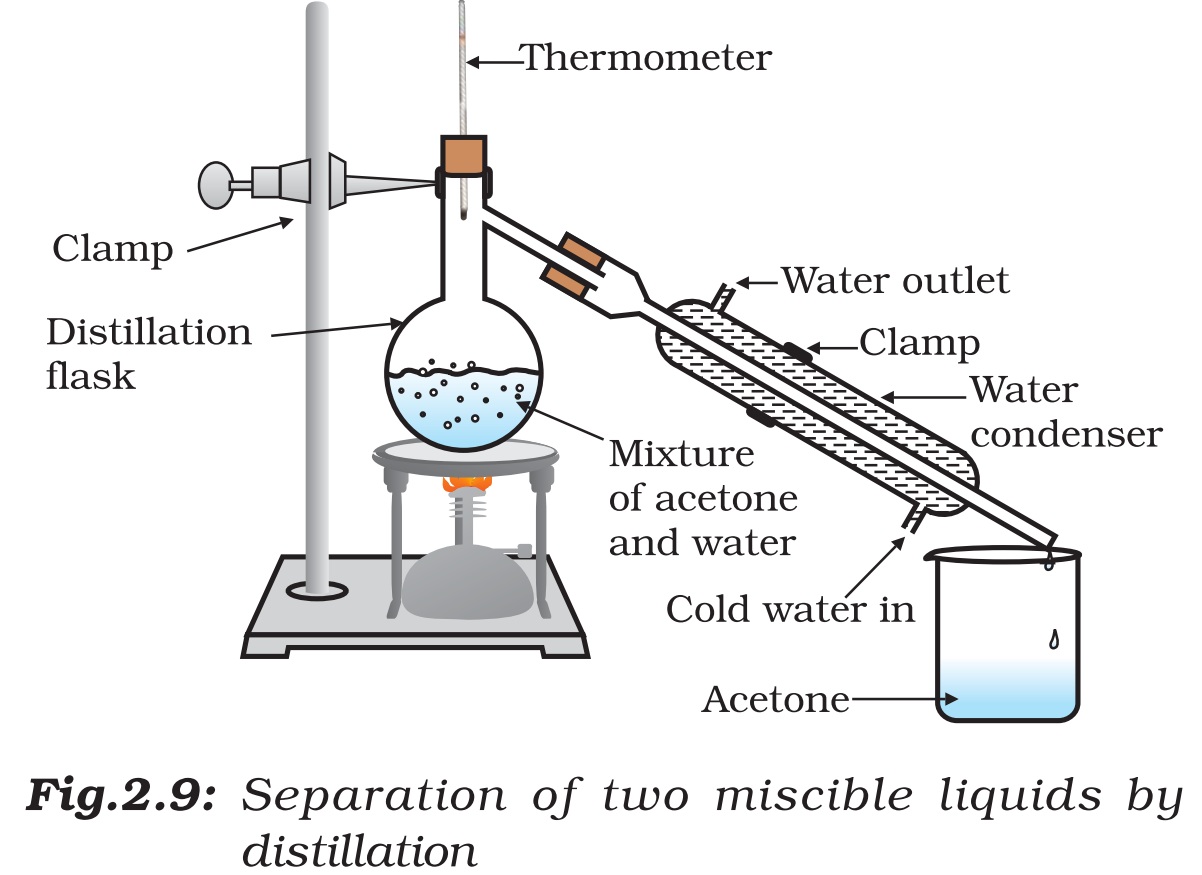 Thermometer
Clamp
Water outlet
Distillation
flask
Clamp
Water
condenser
Mixture
of acetone
and water
Cold water in
Acetone
Fig.2.9: Separation of two miscible liquids by
distillation